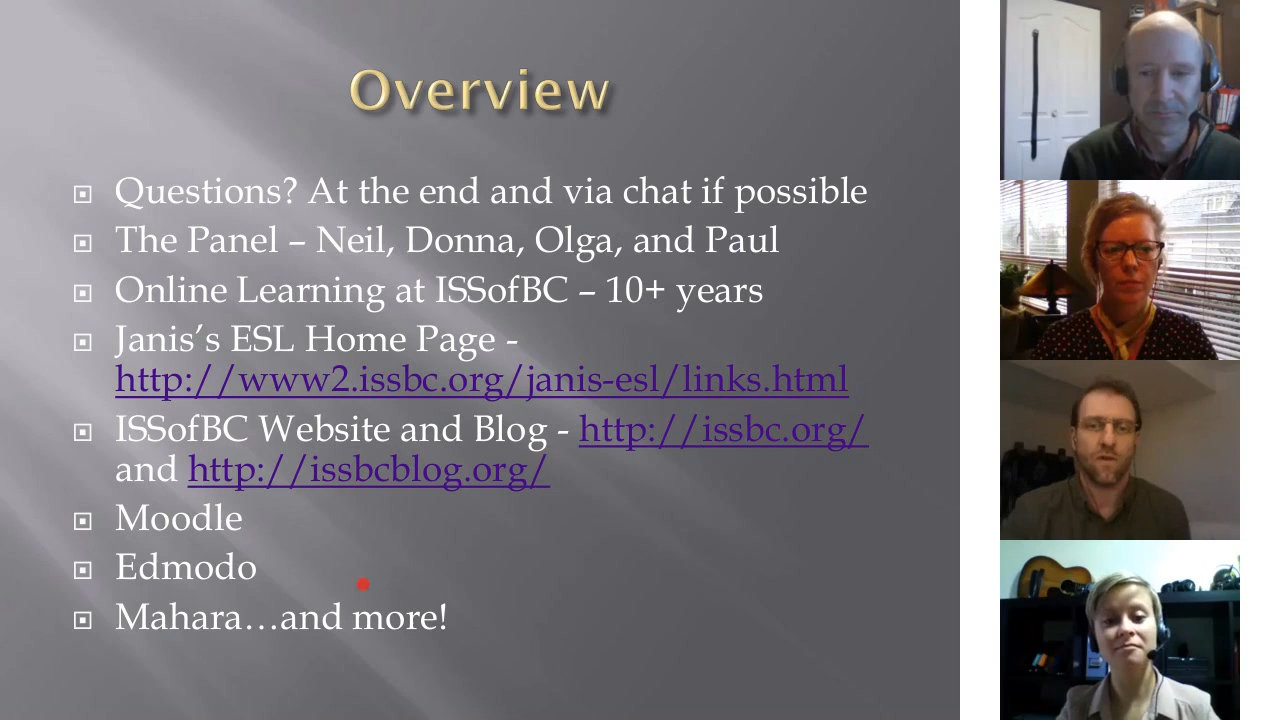 Overview
Questions? At the end and via chat if possible
The Panel – Neil, Donna, Olga, and Paul
Online Learning at ISSofBC – 10+ years
Janis’s ESL Home Page -
http://www2.issbc.org/janis-esl/links.html
ISSofBC Website and Blog - http://issbc.org/
and http://issbcblog.org/
Moodle
Edmodo
Mahara…and more!